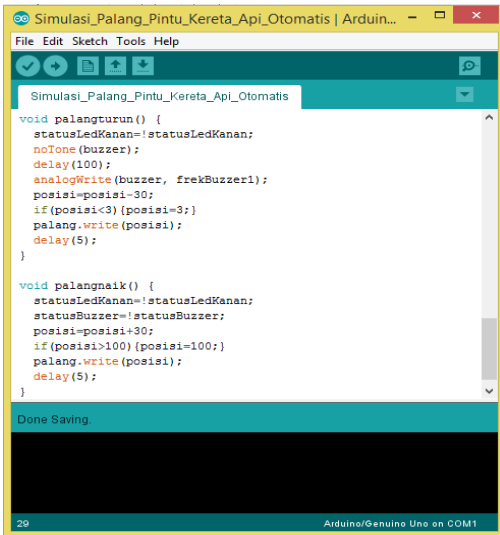 Simulasi_Palang_Pintu_Kereta_Api_Otomatis | Arduin...
File Edit Sketch Tools Help
Simulasi_Palang_Pintu_Kereta_Api_Otomatis
void palangturun() {
  statusLedKanan=!statusLedKanan;
  noTone(buzzer);
  delay(100);
  analogWrite(buzzer, frekBuzzer1);
  posisi=posisi-30;
  if(posisi<3){posisi=3;}
  palang.write(posisi);
  delay(5);
}
void palangnaik() {
  statusLedKanan=!statusLedKanan;
  statusBuzzer=!statusBuzzer;
  posisi=posisi+30;
  if(posisi>100){posisi=100;}
  palang.write(posisi);
  delay(5);
}
Done Saving.
29 Arduino/Genuino Uno on COM1